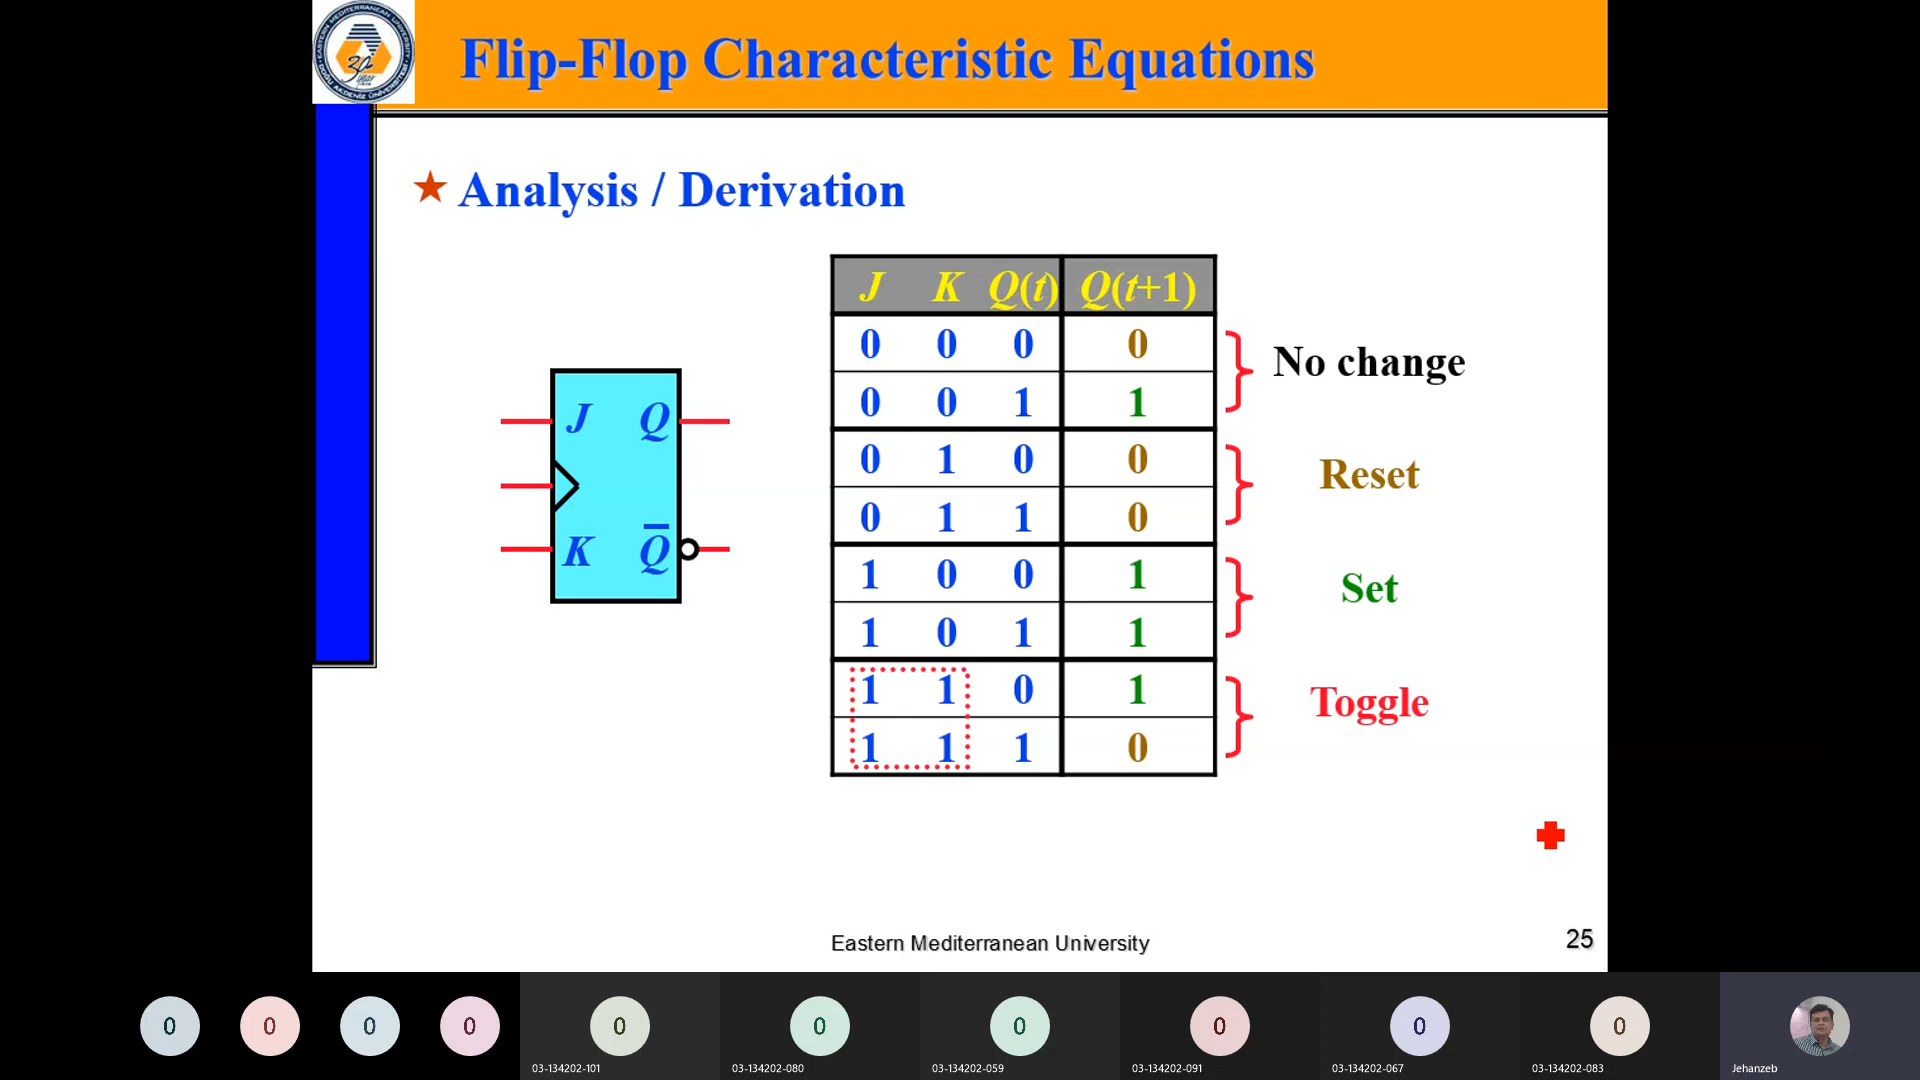 Flip-Flop Characteristic Equations
★ Analysis / Derivation
J K Q(t) Q(t+1)
0 0 0 0
0 0 1 1
No change
0 1 0 0
0 1 1 0
Reset
1 0 0 1
1 0 1 1
Set
1 1 0 1
1 1 1 0
Toggle
J Q
K Q̅
Eastern Mediterranean University
25
0 0 0 0 0 0 0 0 0 0
03-134202-101 03-134202-080 03-134202-059 03-134202-091 03-134202-067 03-134202-083 Jehanzeb